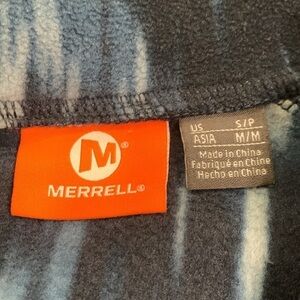 M®
MERRELL®
US S/P
ASIA M/M
Made in China
Fabriqué en Chine
Hecho en China